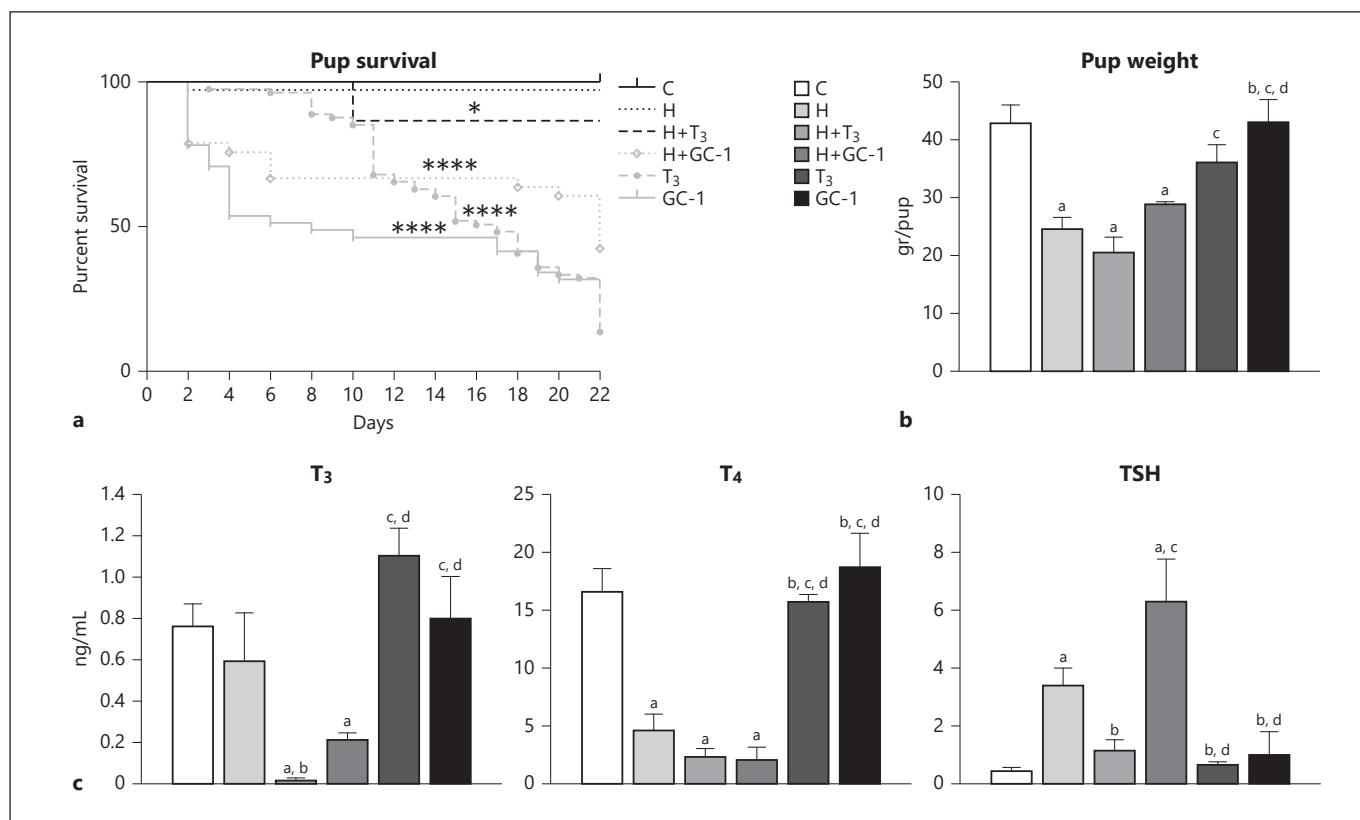 Pup survival
100
50
0
Purcent survival
0 2 4 6 8 10 12 14 16 18 20 22
Days
*
****
****
****
C
H
H+T3
H+GC-1
T3
GC-1
a
C
H
H+T3
H+GC-1
T3
GC-1
Pup weight
50
40
30
20
10
0
gr/pup
a
a
a
c
b, c, d
b
T3
1.4
1.2
1.0
0.8
0.6
0.4
0.2
0
ng/mL
a, b
a
c, d
c, d
c
T4
25
20
15
10
5
0
a
a
a
b, c, d
b, c, d
TSH
10
8
6
4
2
0
a
b
a, c
b, d
b, d